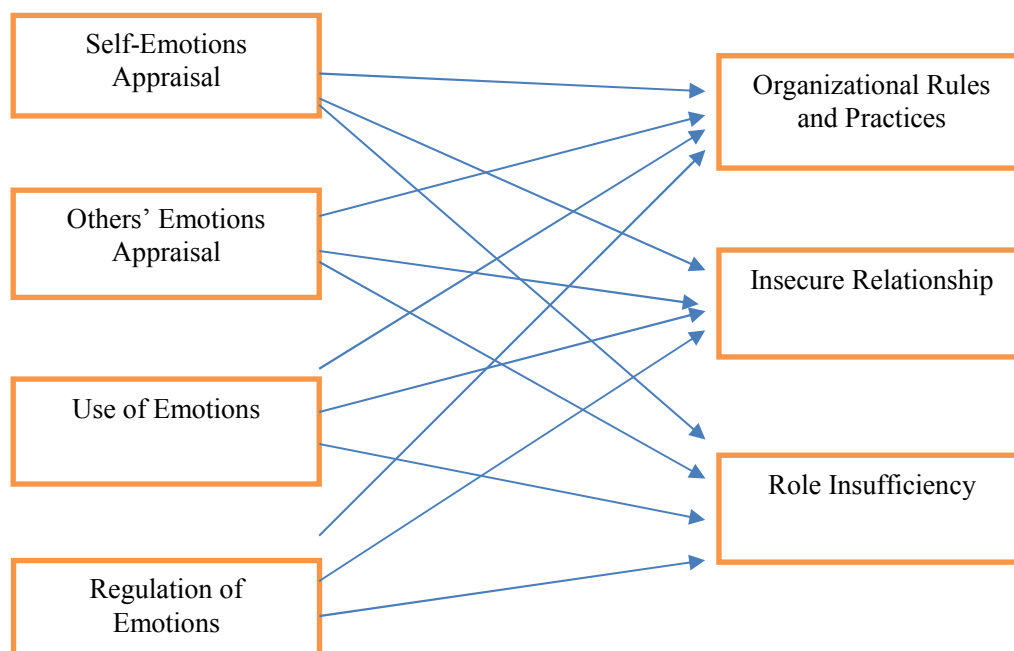 Self-Emotions
Appraisal
Others’ Emotions
Appraisal
Use of Emotions
Regulation of
Emotions
Organizational Rules
and Practices
Insecure Relationship
Role Insufficiency